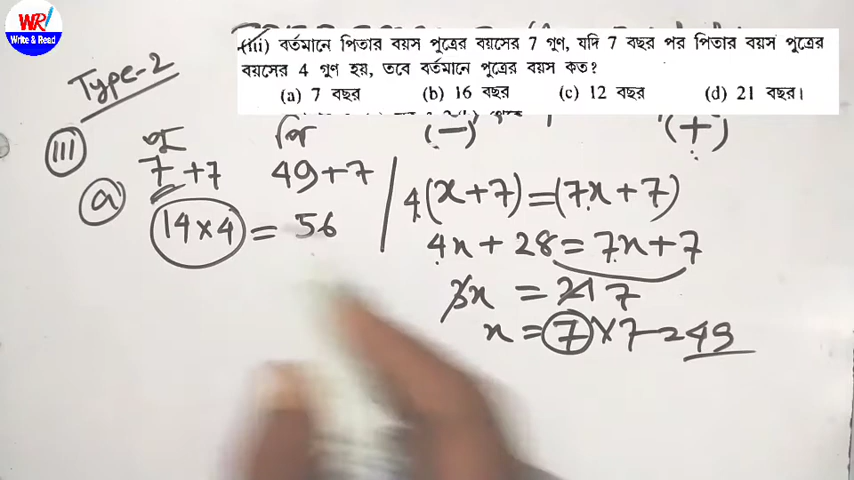 WR
Write & Read
(iii) বর্তমানে পিতার বয়স পুত্রের বয়সের 7 গুণ, যদি 7 বছর পর পিতার বয়স পুত্রের
বয়সের 4 গুণ হয়, তবে বর্তমানে পুত্রের বয়স কত?
(a) 7 বছর (b) 16 বছর (c) 12 বছর (d) 21 বছর।
Type-2
(iii) পু পি (−) (+)
7+7 49+7
(a)
14×4 = 56
4(x+7)=(7x+7)
4x+28=7x+7
3x = 21 7
x = 7×7=49